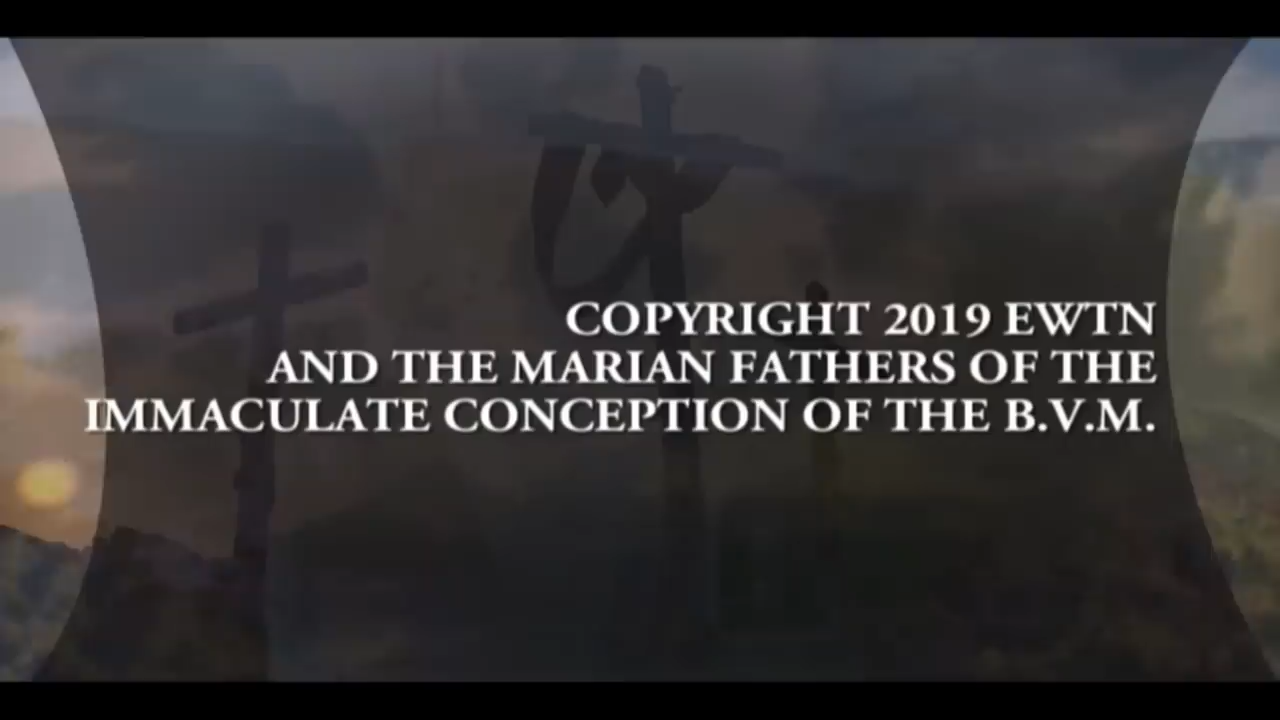 COPYRIGHT 2019 EWTN
AND THE MARIAN FATHERS OF THE
IMMACULATE CONCEPTION OF THE B.V.M.